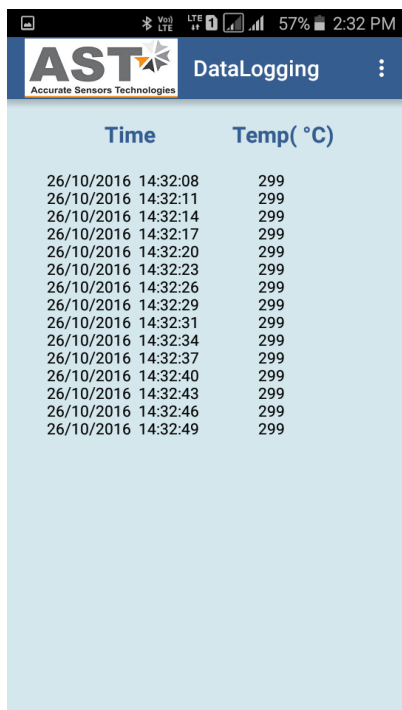 Vo) LTE LTE 1 57% 2:32 PM
AST DataLogging
Accurate Sensors Technologies
Time Temp( °C)
26/10/2016 14:32:08 299
26/10/2016 14:32:11 299
26/10/2016 14:32:14 299
26/10/2016 14:32:17 299
26/10/2016 14:32:20 299
26/10/2016 14:32:23 299
26/10/2016 14:32:26 299
26/10/2016 14:32:29 299
26/10/2016 14:32:31 299
26/10/2016 14:32:34 299
26/10/2016 14:32:37 299
26/10/2016 14:32:40 299
26/10/2016 14:32:43 299
26/10/2016 14:32:46 299
26/10/2016 14:32:49 299